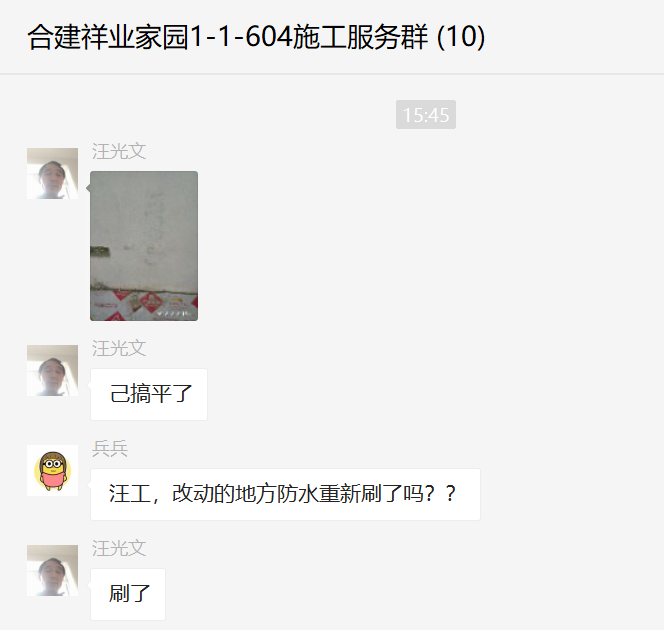 合建祥业家园1-1-604施工服务群 (10)
15:45
汪光文
汪光文
己搞平了
兵兵
汪工，改动的地方防水重新刷了吗？？
汪光文
刷了